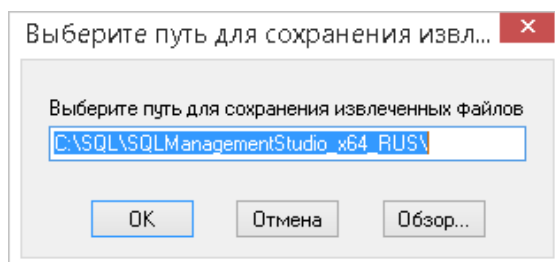 Выберите путь для сохранения извл...
Выберите путь для сохранения извлеченных файлов
C:\SQL\SQLManagementStudio_x64_RUS\
OK
Отмена
Обзор...